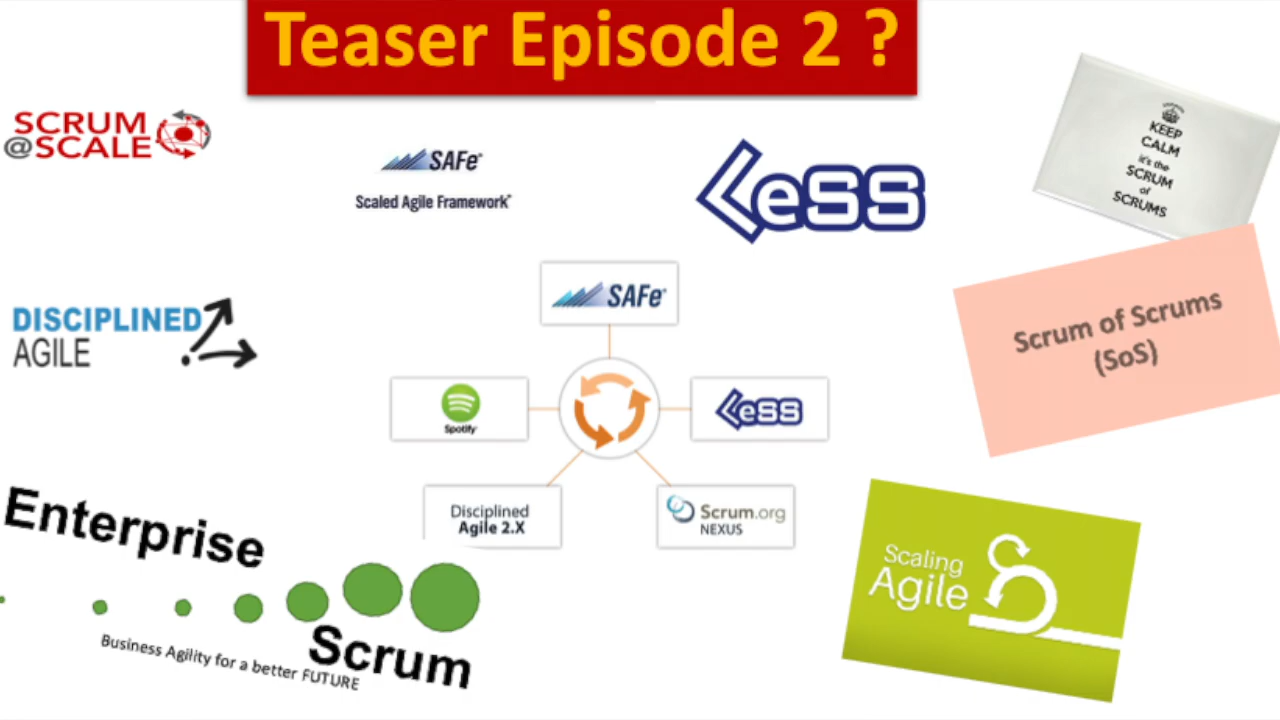 Teaser Episode 2 ?
SCRUM
@SCALE
SAFe®
Scaled Agile Framework®
LeSS
KEEP
CALM
it's the
SCRUM
of
SCRUMS
Scrum of Scrums
(SoS)
DISCIPLINED
AGILE
SAFe®
Spotify®
LeSS
Disciplined
Agile 2.X
Scrum.org
NEXUS
Enterprise
Scrum
Business Agility for a better FUTURE
Scaling
Agile